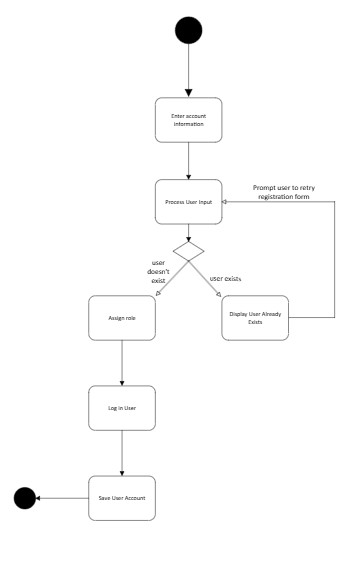 Enter account
information
Process User Input
Prompt user to retry
registration form
user
doesn't
exist
user exists
Assign role
Display User Already
Exists
Log in User
Save User Account